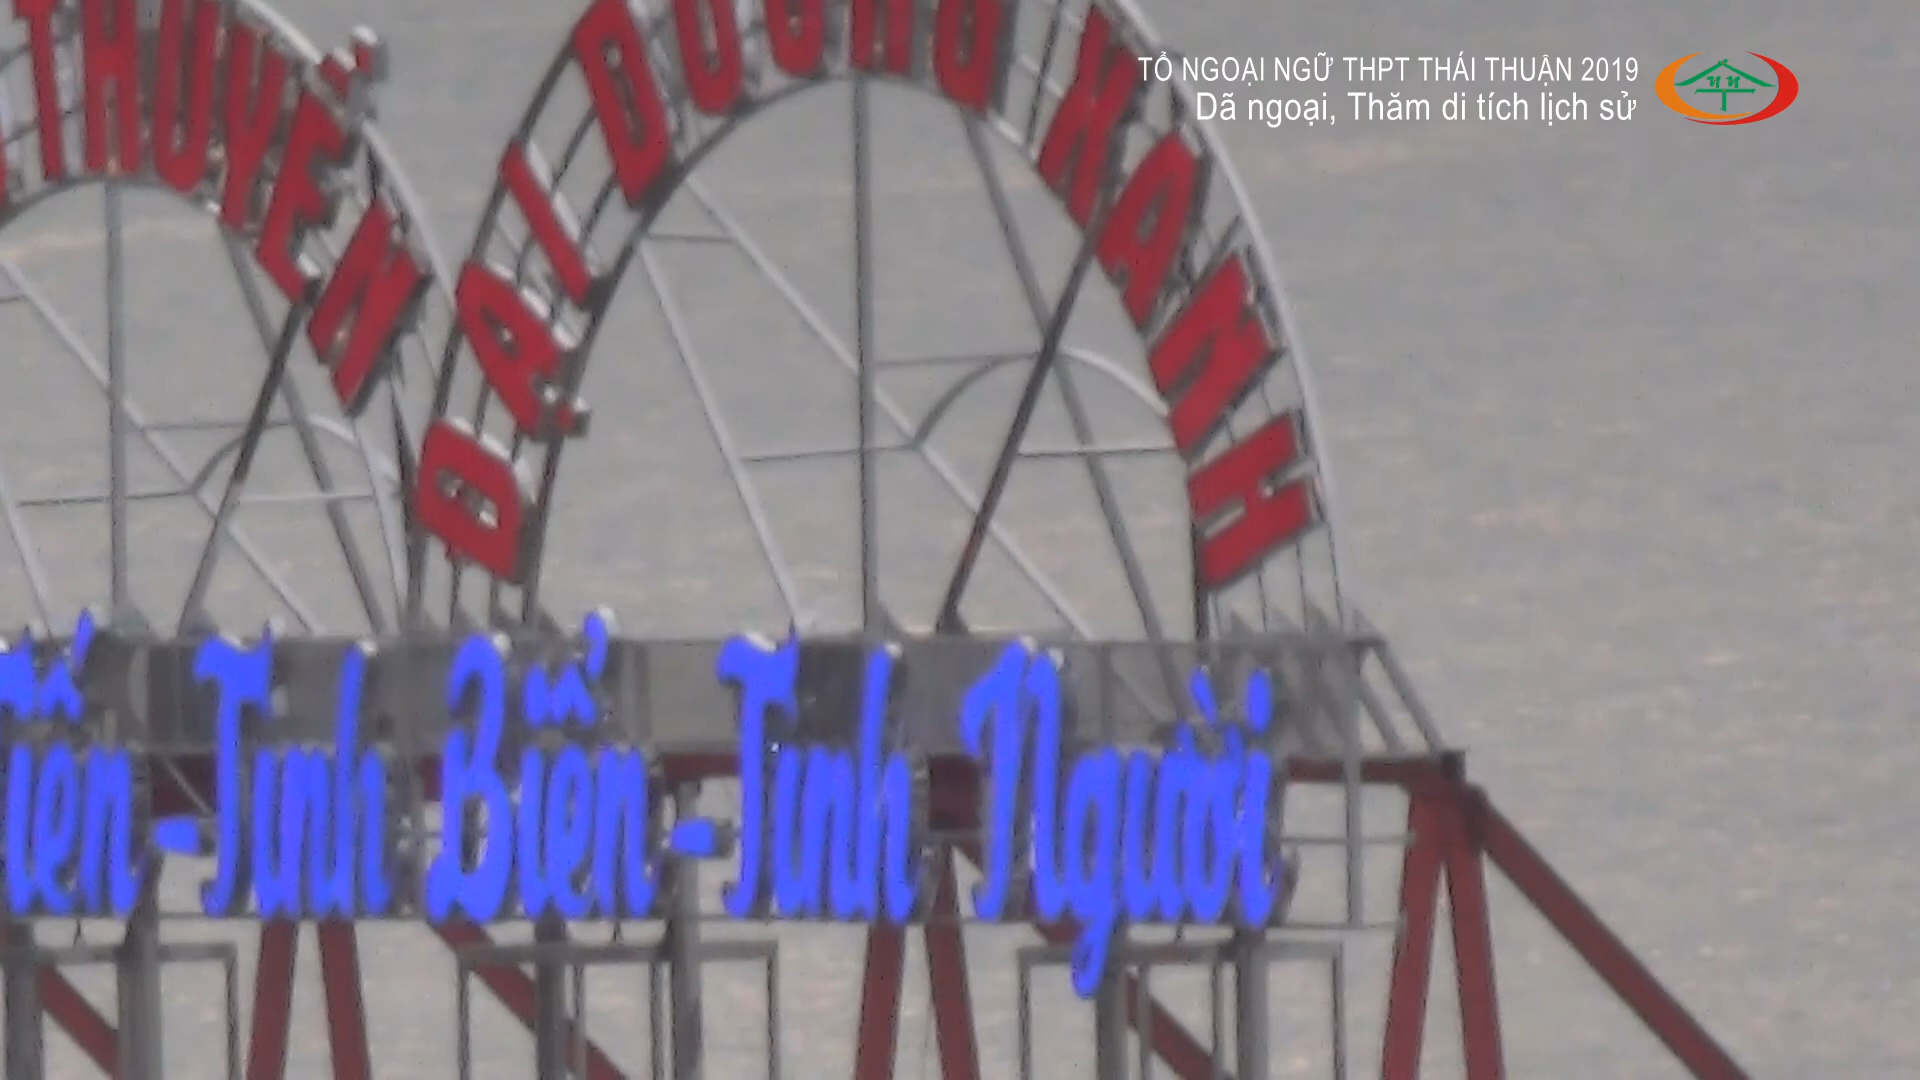 TỔ NGOẠI NGỮ THPT THÁI THUẬN 2019
Dã ngoại, Thăm di tích lịch sử
THUYỀN
ĐẠI DƯƠNG XANH
Tình Biển - Tình Người